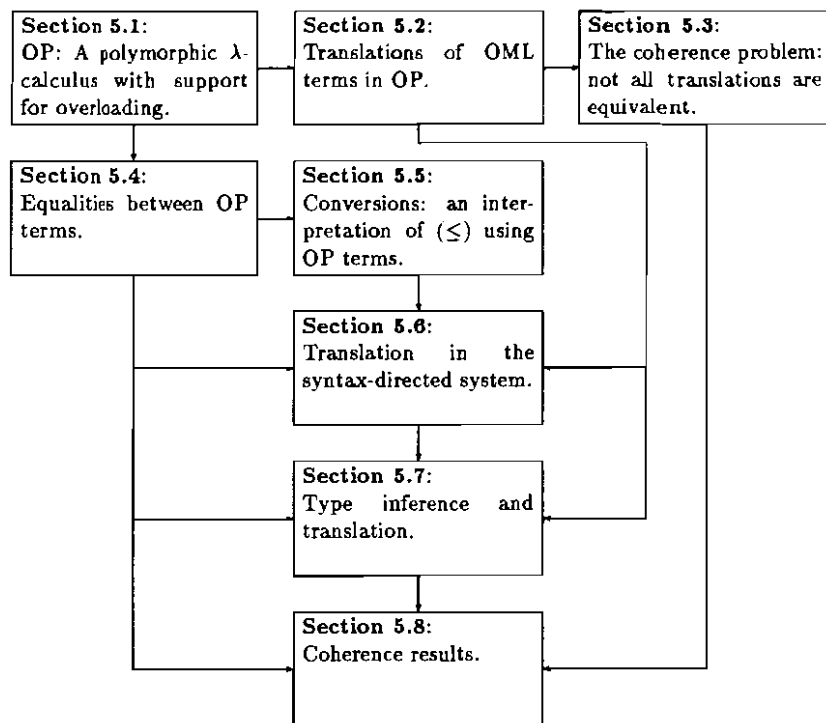 Section 5.1:
OP: A polymorphic λ-
calculus with support
for overloading.
Section 5.2:
Translations of OML
terms in OP.
Section 5.3:
The coherence problem:
not all translations are
equivalent.
Section 5.4:
Equalities between OP
terms.
Section 5.5:
Conversions: an inter-
pretation of (≤) using
OP terms.
Section 5.6:
Translation in the
syntax-directed system.
Section 5.7:
Type inference and
translation.
Section 5.8:
Coherence results.